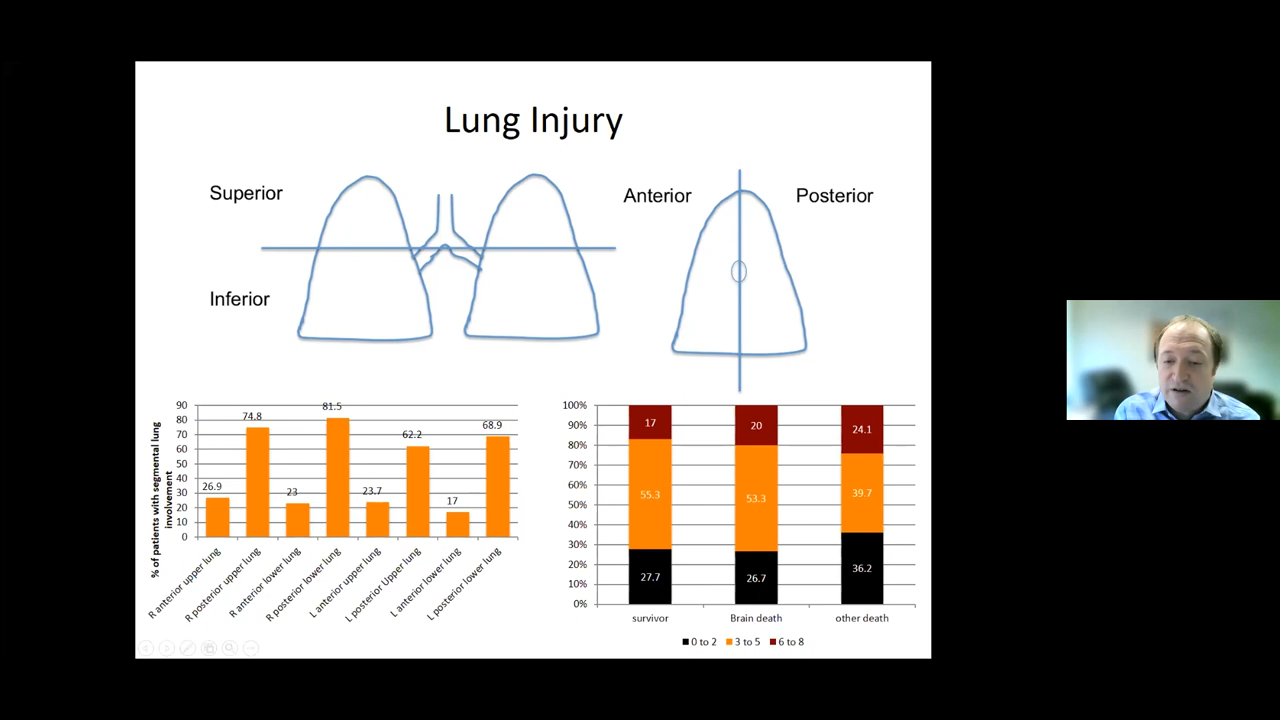 Lung Injury
Superior
Inferior
Anterior
Posterior
% of patients with segmental lung
involvement
90
80
70
60
50
40
30
20
10
0
26.9
74.8
23
81.5
23.7
62.2
17
68.9
R anterior upper lung
R posterior upper lung
R anterior lower lung
R posterior lower lung
L anterior upper lung
L posterior Upper lung
L anterior lower lung
L posterior lower lung
100%
90%
80%
70%
60%
50%
40%
30%
20%
10%
0%
17
20
24.1
55.3
53.3
39.7
27.7
26.7
36.2
survivor
Brain death
other death
0 to 2
3 to 5
6 to 8